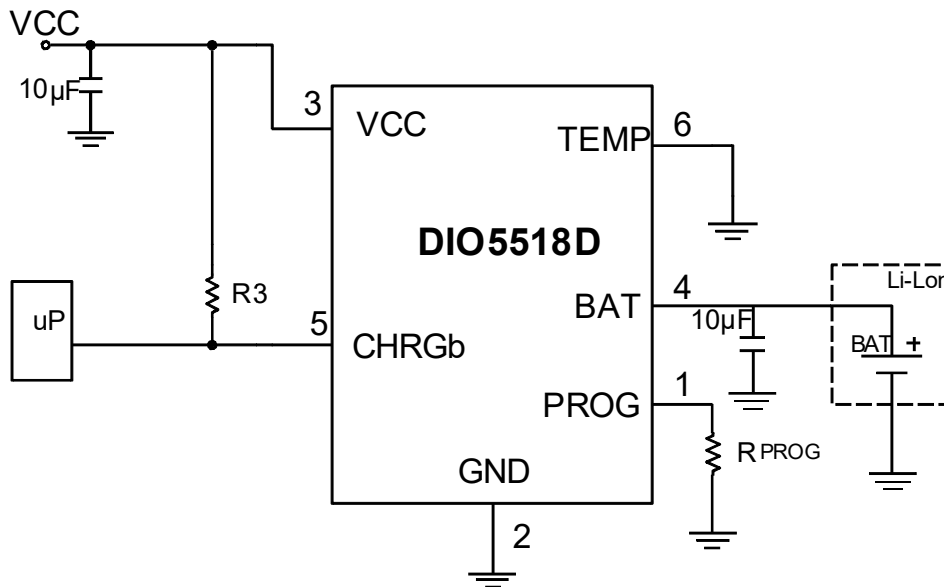 VCC
10µF
3
VCC
TEMP
6
DIO5518D
R3
uP
5
CHRGb
BAT
4
10µF
Li-Lon
BAT
+
PROG
1
RPROG
GND
2